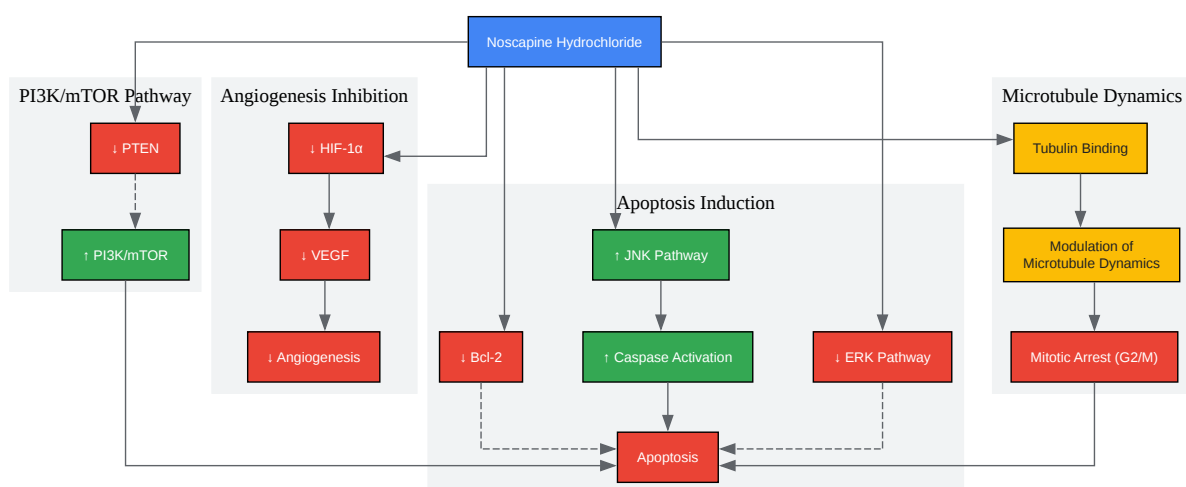 Noscapine Hydrochloride
PI3K/mTOR Pathway
↓ PTEN
↑ PI3K/mTOR
Angiogenesis Inhibition
↓ HIF-1α
↓ VEGF
↓ Angiogenesis
Apoptosis Induction
↑ JNK Pathway
↓ Bcl-2
↑ Caspase Activation
↓ ERK Pathway
Apoptosis
Microtubule Dynamics
Tubulin Binding
Modulation of
Microtubule Dynamics
Mitotic Arrest (G2/M)